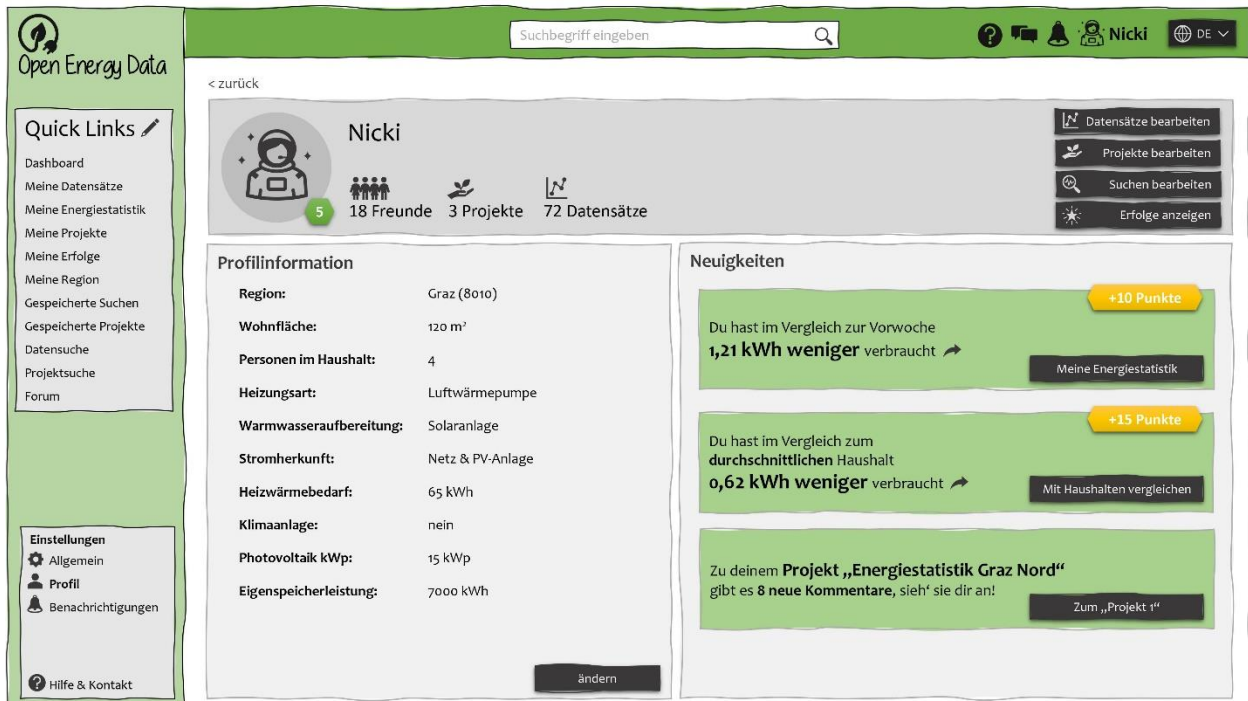 Open Energy Data
Suchbegriff eingeben
Nicki
DE
Quick Links
Dashboard
Meine Datensätze
Meine Energiestatistik
Meine Projekte
Meine Erfolge
Meine Region
Gespeicherte Suchen
Gespeicherte Projekte
Datensuche
Projektsuche
Forum
Einstellungen
Allgemein
Profil
Benachrichtigungen
Hilfe & Kontakt
< zurück
Nicki
5
18 Freunde
3 Projekte
72 Datensätze
Datensätze bearbeiten
Projekte bearbeiten
Suchen bearbeiten
Erfolge anzeigen
Profilinformation
Region: Graz (8010)
Wohnfläche: 120 m²
Personen im Haushalt: 4
Heizungsart: Luftwärmepumpe
Warmwasseraufbereitung: Solaranlage
Stromherkunft: Netz & PV-Anlage
Heizwärmebedarf: 65 kWh
Klimaanlage: nein
Photovoltaik kWp: 15 kWp
Eigenspeicherleistung: 7000 kWh
ändern
Neuigkeiten
+10 Punkte
Du hast im Vergleich zur Vorwoche
1,21 kWh weniger verbraucht
Meine Energiestatistik
+15 Punkte
Du hast im Vergleich zum
durchschnittlichen Haushalt
0,62 kWh weniger verbraucht
Mit Haushalten vergleichen
Zu deinem Projekt „Energiestatistik Graz Nord“
gibt es 8 neue Kommentare, sieh‘ sie dir an!
Zum „Projekt 1“